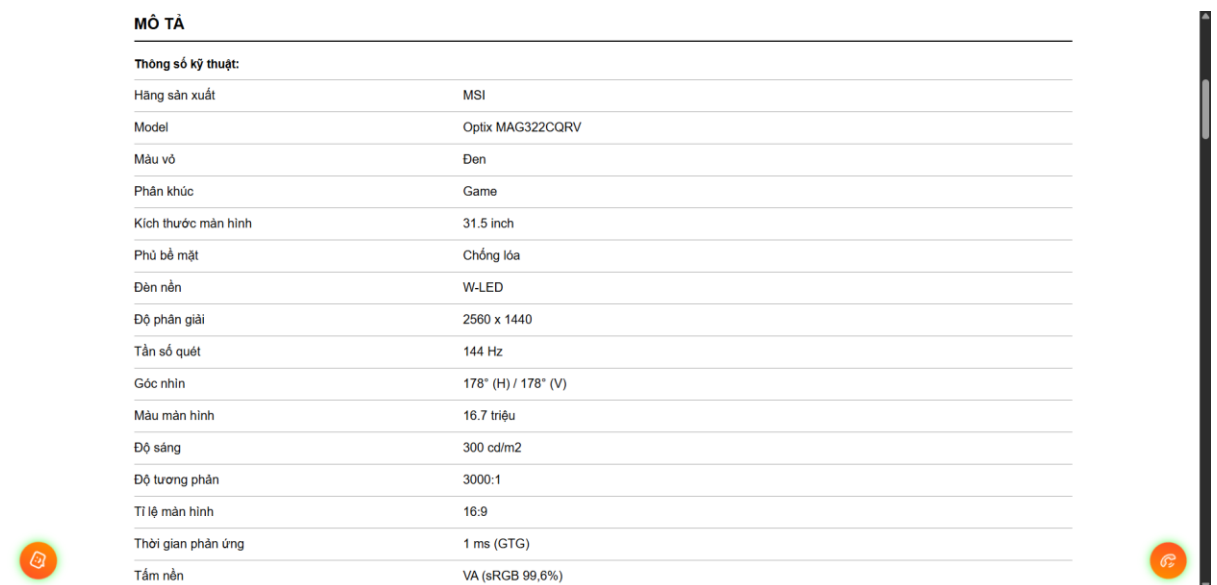 MÔ TẢ
Thông số kỹ thuật:
Hãng sản xuất MSI
Model Optix MAG322CQRV
Màu vỏ Đen
Phân khúc Game
Kích thước màn hình 31.5 inch
Phủ bề mặt Chống lóa
Đèn nền W-LED
Độ phân giải 2560 x 1440
Tần số quét 144 Hz
Góc nhìn 178° (H) / 178° (V)
Màu màn hình 16.7 triệu
Độ sáng 300 cd/m2
Độ tương phản 3000:1
Tỉ lệ màn hình 16:9
Thời gian phản ứng 1 ms (GTG)
Tấm nền VA (sRGB 99,6%)